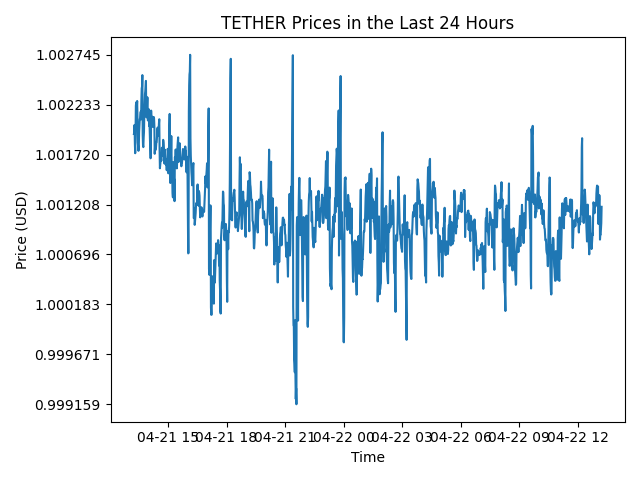 TETHER Prices in the Last 24 Hours
1.002745
1.002233
1.001720
1.001208
1.000696
1.000183
0.999671
0.999159
Price (USD)
04-21 15 04-21 18 04-21 21 04-22 00 04-22 03 04-22 06 04-22 09 04-22 12
Time